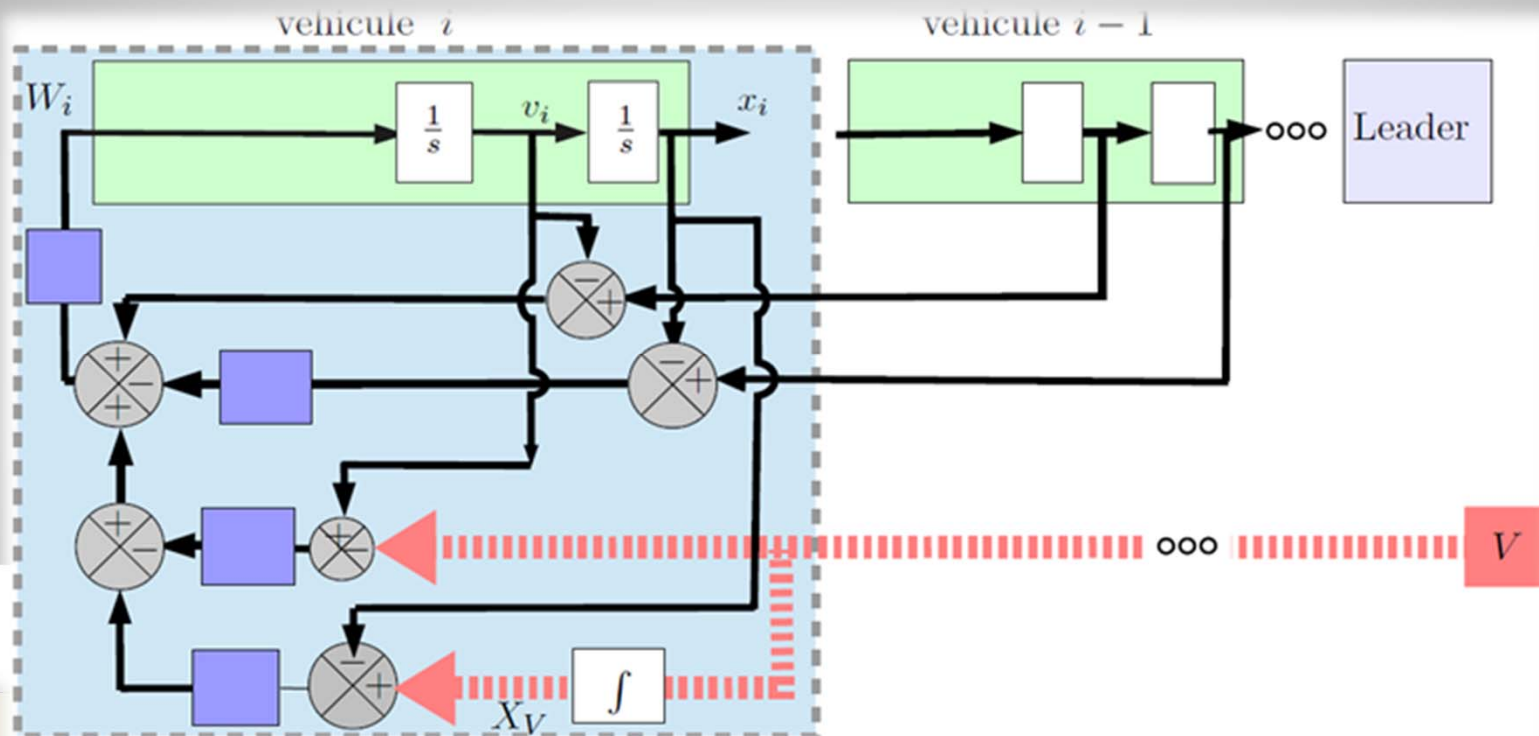 vehicule i
vehicule i − 1
W_i
1/s
v_i
1/s
x_i
Leader
−
+
−
+
+
−
+
+
−
+
−
V
−
+
∫
X_V